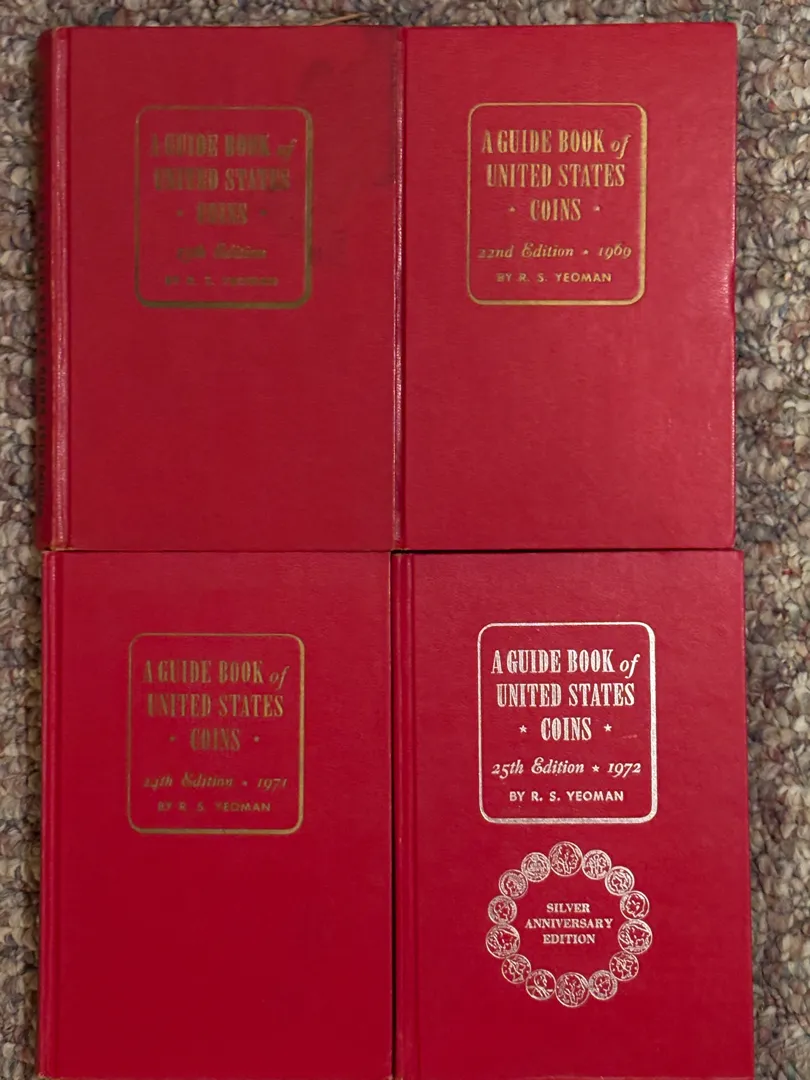 A GUIDE BOOK of
UNITED STATES
COINS
Edition
A GUIDE BOOK of
UNITED STATES
COINS
22nd Edition ⋆ 1969
BY R. S. YEOMAN
A GUIDE BOOK of
UNITED STATES
COINS
24th Edition ⋆ 1971
BY R. S. YEOMAN
A GUIDE BOOK of
UNITED STATES
⋆ COINS ⋆
25th Edition ⋆ 1972
BY R. S. YEOMAN
SILVER
ANNIVERSARY
EDITION